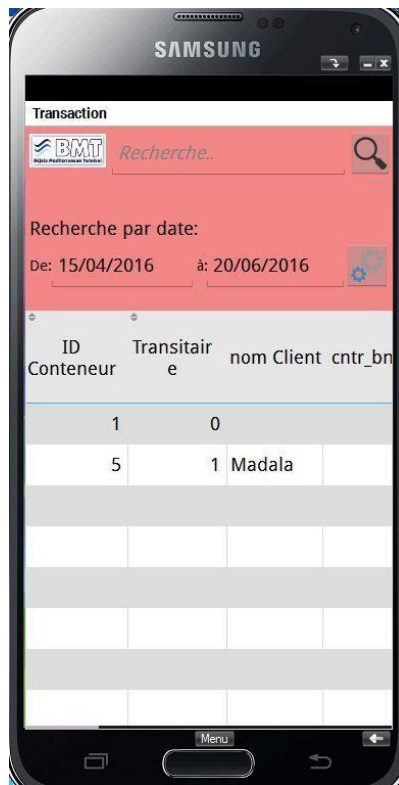 SAMSUNG
Transaction
BMT
Recherche..
Recherche par date:
De: 15/04/2016 à: 20/06/2016
ID Conteneur
Transitair
e
nom Client
cntr_bn
1 0
5 1 Madala
Menu